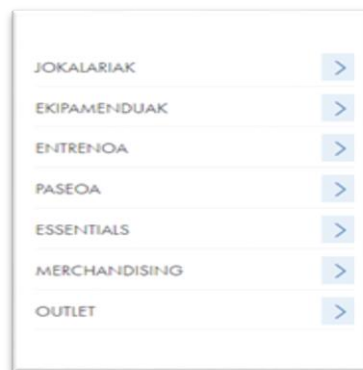 JOKALARIAK
EKIPAMENDUAK
ENTRENOA
PASEOA
ESSENTIALS
MERCHANDISING
OUTLET